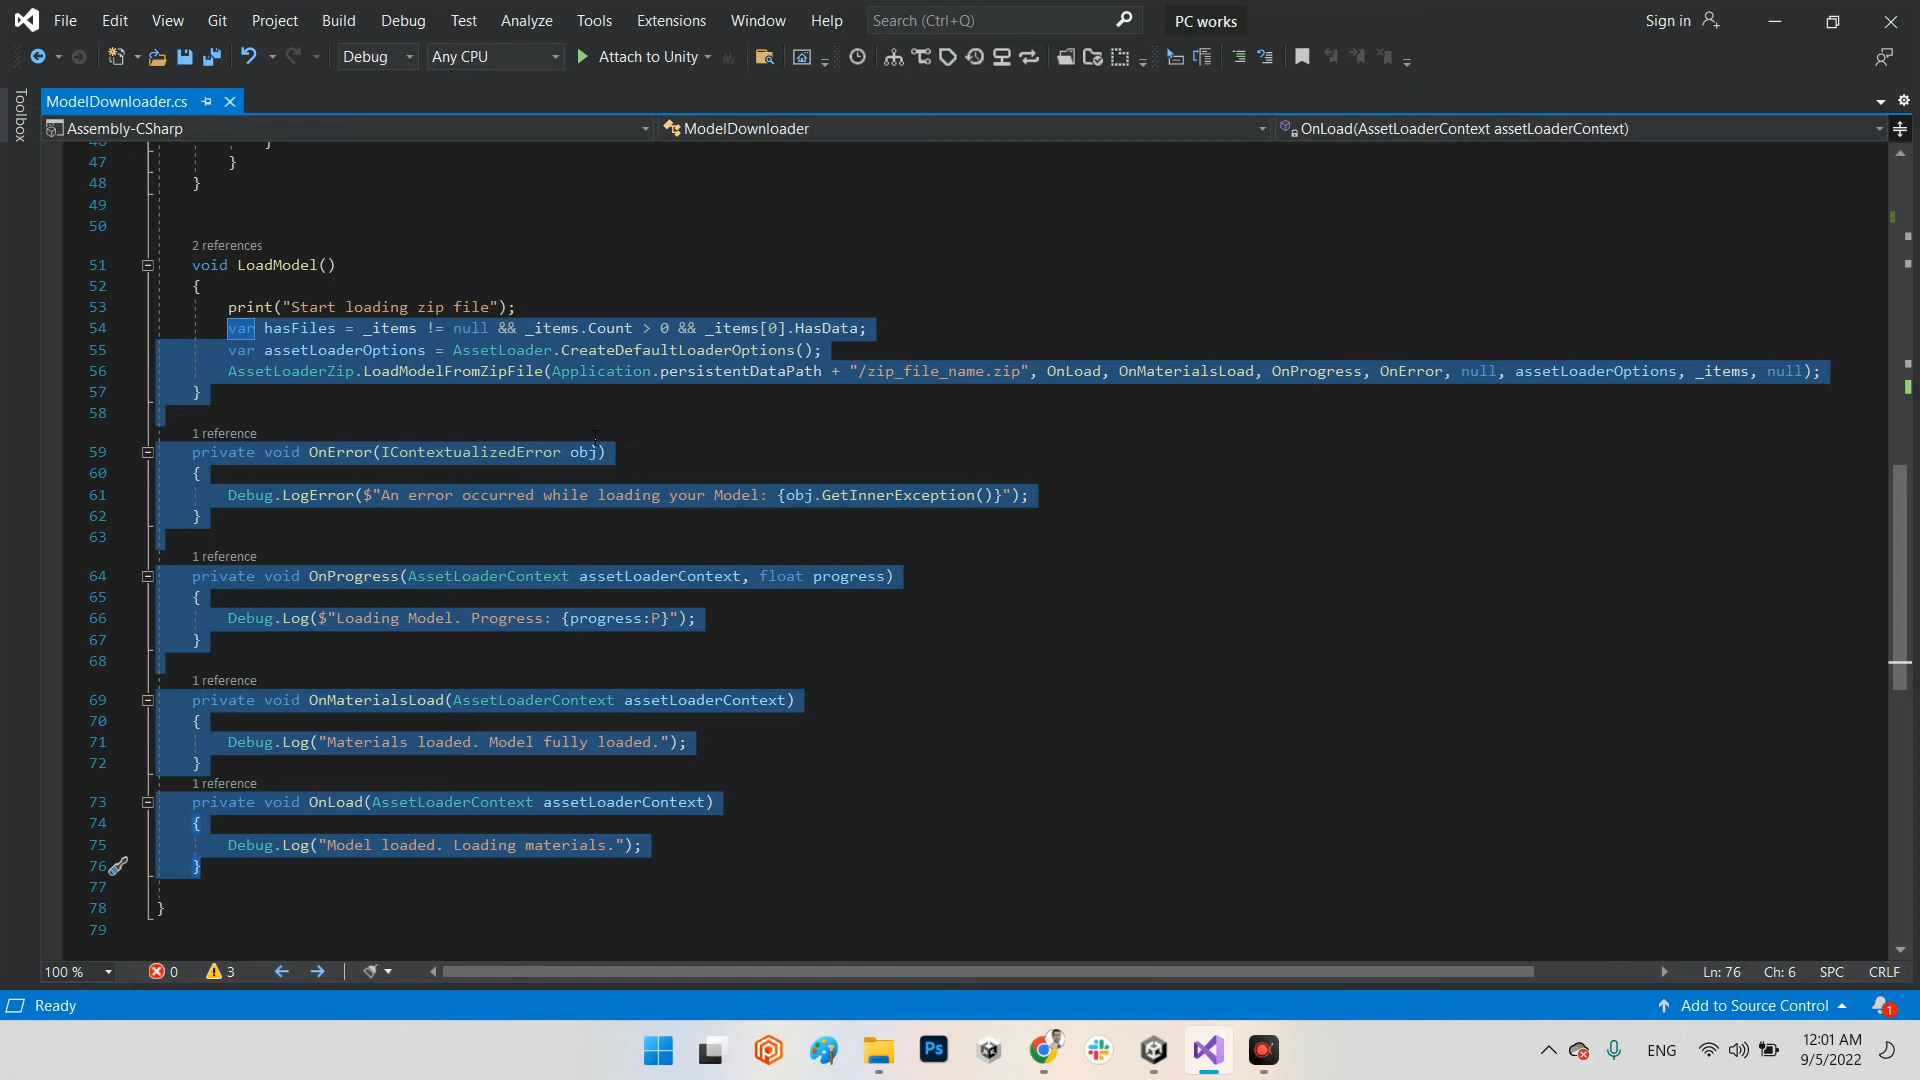 File Edit View Git Project Build Debug Test Analyze Tools Extensions Window Help Search (Ctrl+Q) PC works Sign in
Debug Any CPU Attach to Unity
Toolbox
ModelDownloader.cs
Assembly-CSharp ModelDownloader OnLoad(AssetLoaderContext assetLoaderContext)
46 }
47 }
48 }
49
50
2 references
51 void LoadModel()
52 {
53 print("Start loading zip file");
54 var hasFiles = _items != null && _items.Count > 0 && _items[0].HasData;
55 var assetLoaderOptions = AssetLoader.CreateDefaultLoaderOptions();
56 AssetLoaderZip.LoadModelFromZipFile(Application.persistentDataPath + "/zip_file_name.zip", OnLoad, OnMaterialsLoad, OnProgress, OnError, null, assetLoaderOptions, _items, null);
57 }
58
1 reference
59 private void OnError(IContextualizedError obj)
60 {
61 Debug.LogError($"An error occurred while loading your Model: {obj.GetInnerException()}");
62 }
63
1 reference
64 private void OnProgress(AssetLoaderContext assetLoaderContext, float progress)
65 {
66 Debug.Log($"Loading Model. Progress: {progress:P}");
67 }
68
1 reference
69 private void OnMaterialsLoad(AssetLoaderContext assetLoaderContext)
70 {
71 Debug.Log("Materials loaded. Model fully loaded.");
72 }
1 reference
73 private void OnLoad(AssetLoaderContext assetLoaderContext)
74 {
75 Debug.Log("Model loaded. Loading materials.");
76 }
77
78 }
79
100 % 0 3 Ln: 76 Ch: 6 SPC CRLF
Ready Add to Source Control 1
Ps ENG 12:01 AM
9/5/2022